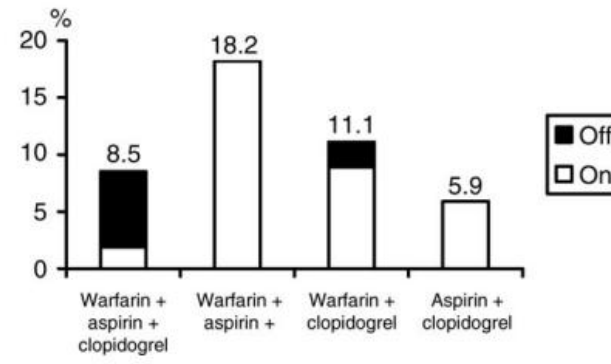 %
20
15
10
5
0
8.5
18.2
11.1
5.9
Off
On
Warfarin +
aspirin +
clopidogrel
Warfarin +
aspirin +
Warfarin +
clopidogrel
Aspirin +
clopidogrel